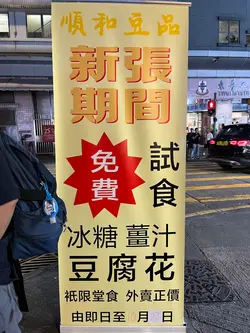 順和豆品
新張
期間
免費
試食
冰糖 薑汁
豆腐花
衹限堂食 外賣正價
由即日至 月 日